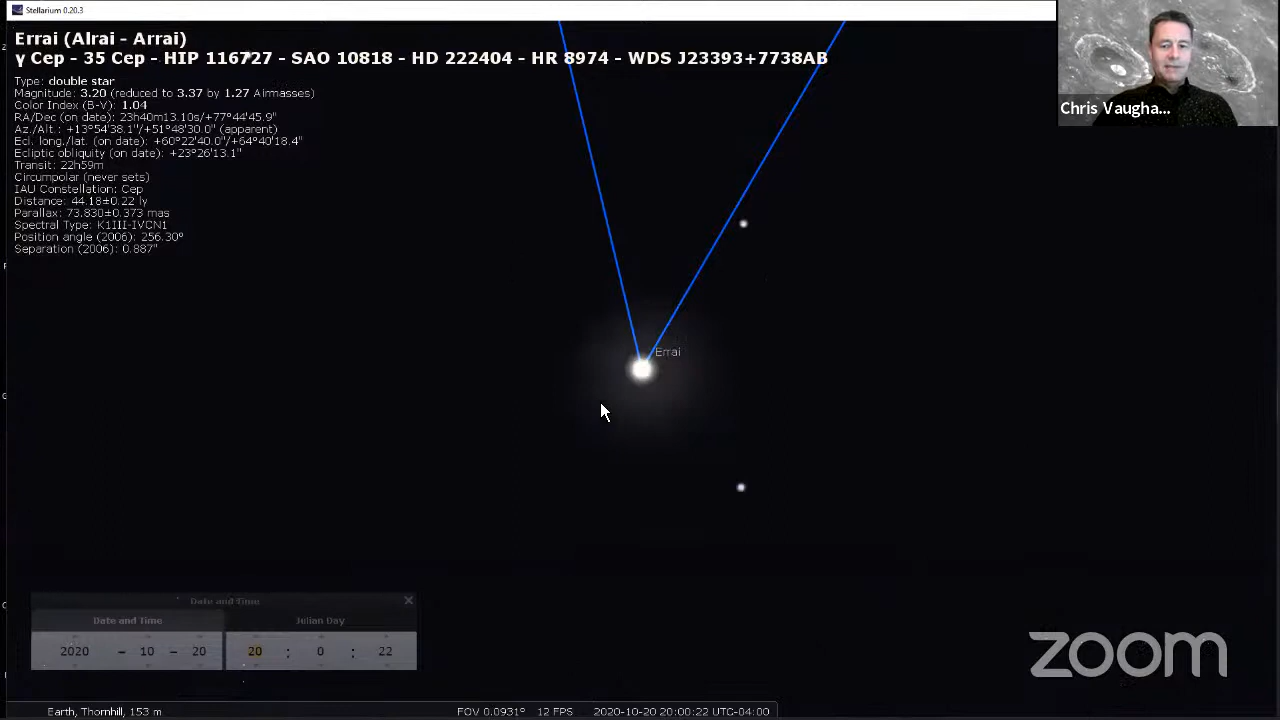 Stellarium 0.20.3
Errai (Alrai - Arrai)
γ Cep - 35 Cep - HIP 116727 - SAO 10818 - HD 222404 - HR 8974 - WDS J23393+7738AB
Type: double star
Magnitude: 3.20 (reduced to 3.37 by 1.27 Airmasses)
Color Index (B-V): 1.04
RA/Dec (on date): 23h40m13.10s/+77°44'45.9"
Az./Alt.: +13°54'38.1"/+51°48'30.0" (apparent)
Ecl. long./lat. (on date): +60°22'40.0"/+64°40'18.4"
Ecliptic obliquity (on date): +23°26'13.1"
Transit: 22h59m
Circumpolar (never sets)
IAU Constellation: Cep
Distance: 44.18±0.22 ly
Parallax: 73.830±0.373 mas
Spectral Type: K1III-IVCN1
Position angle (2006): 256.30°
Separation (2006): 0.887"
Chris Vaugha...
Errai
Date and Time
Date and Time Julian Day
2020 - 10 - 20 20 : 0 : 22
zoom
Earth, Thornhill, 153 m FOV 0.0931° 12 FPS 2020-10-20 20:00:22 UTC-04:00